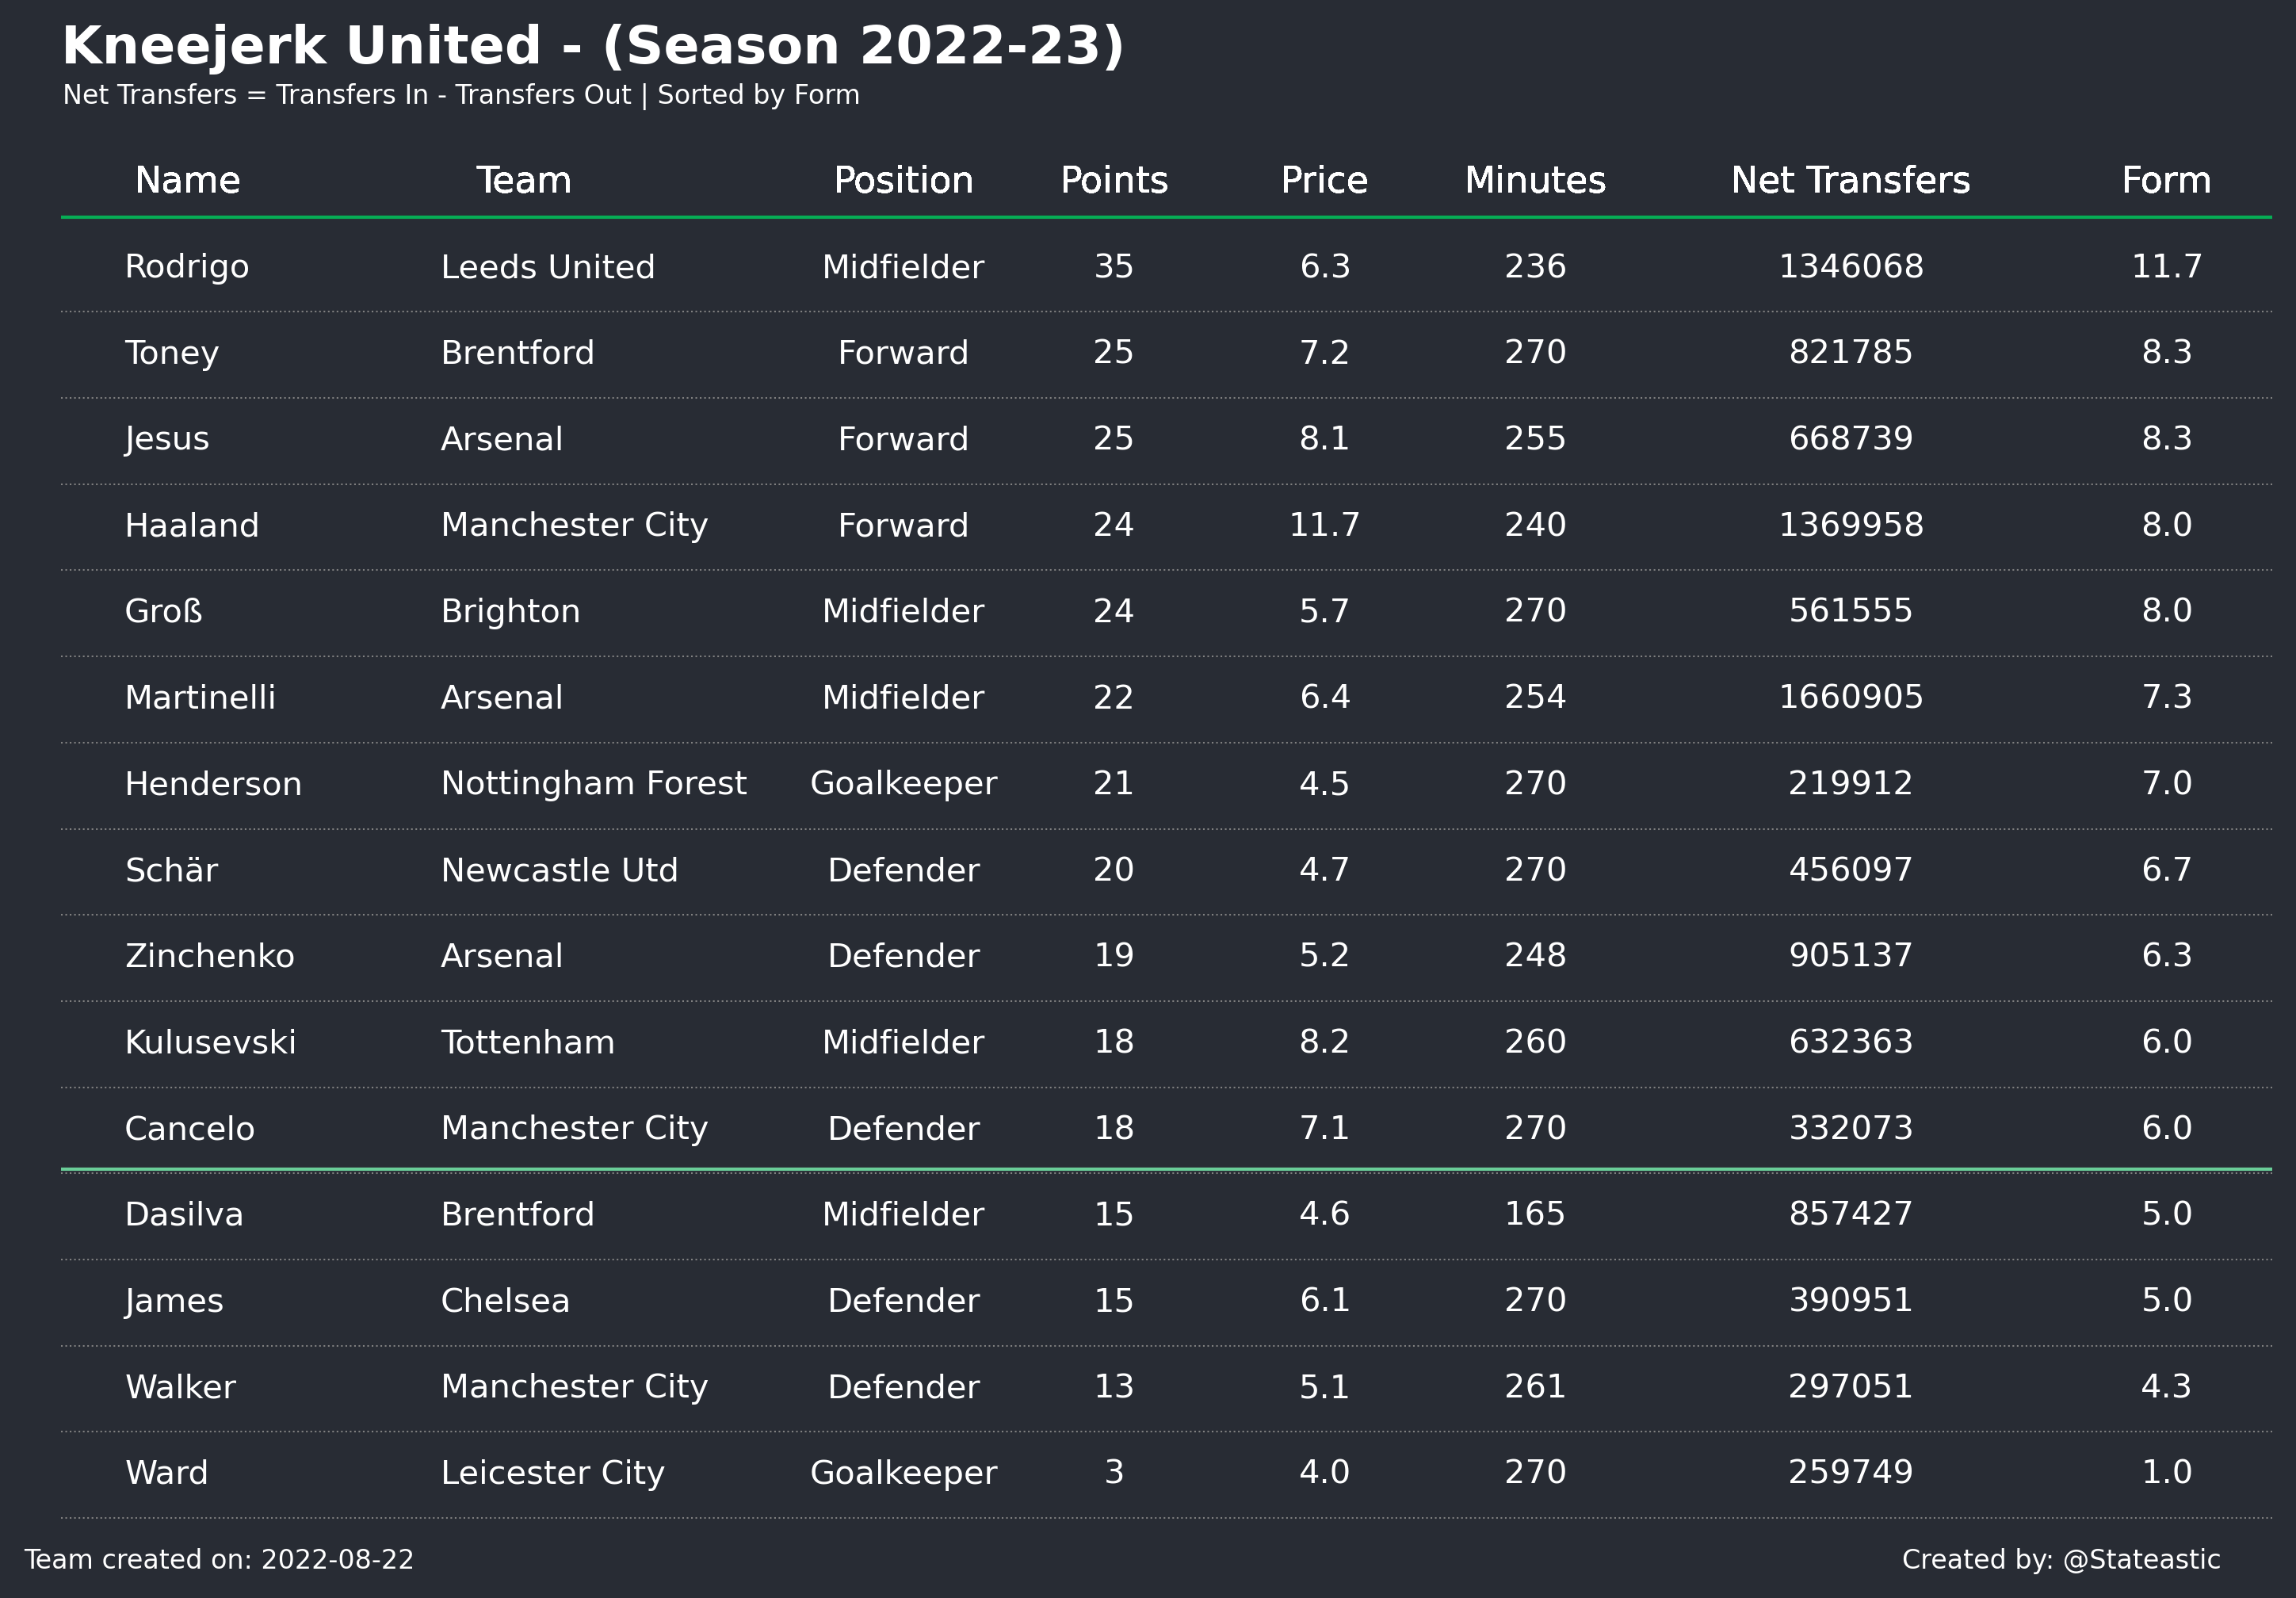 Kneejerk United - (Season 2022-23)
Net Transfers = Transfers In - Transfers Out | Sorted by Form
Name Team Position Points Price Minutes Net Transfers Form
Rodrigo Leeds United Midfielder 35 6.3 236 1346068 11.7
Toney Brentford Forward 25 7.2 270 821785 8.3
Jesus Arsenal Forward 25 8.1 255 668739 8.3
Haaland Manchester City Forward 24 11.7 240 1369958 8.0
Groß Brighton Midfielder 24 5.7 270 561555 8.0
Martinelli Arsenal Midfielder 22 6.4 254 1660905 7.3
Henderson Nottingham Forest Goalkeeper 21 4.5 270 219912 7.0
Schär Newcastle Utd Defender 20 4.7 270 456097 6.7
Zinchenko Arsenal Defender 19 5.2 248 905137 6.3
Kulusevski Tottenham Midfielder 18 8.2 260 632363 6.0
Cancelo Manchester City Defender 18 7.1 270 332073 6.0
Dasilva Brentford Midfielder 15 4.6 165 857427 5.0
James Chelsea Defender 15 6.1 270 390951 5.0
Walker Manchester City Defender 13 5.1 261 297051 4.3
Ward Leicester City Goalkeeper 3 4.0 270 259749 1.0
Team created on: 2022-08-22 Created by: @Stateastic